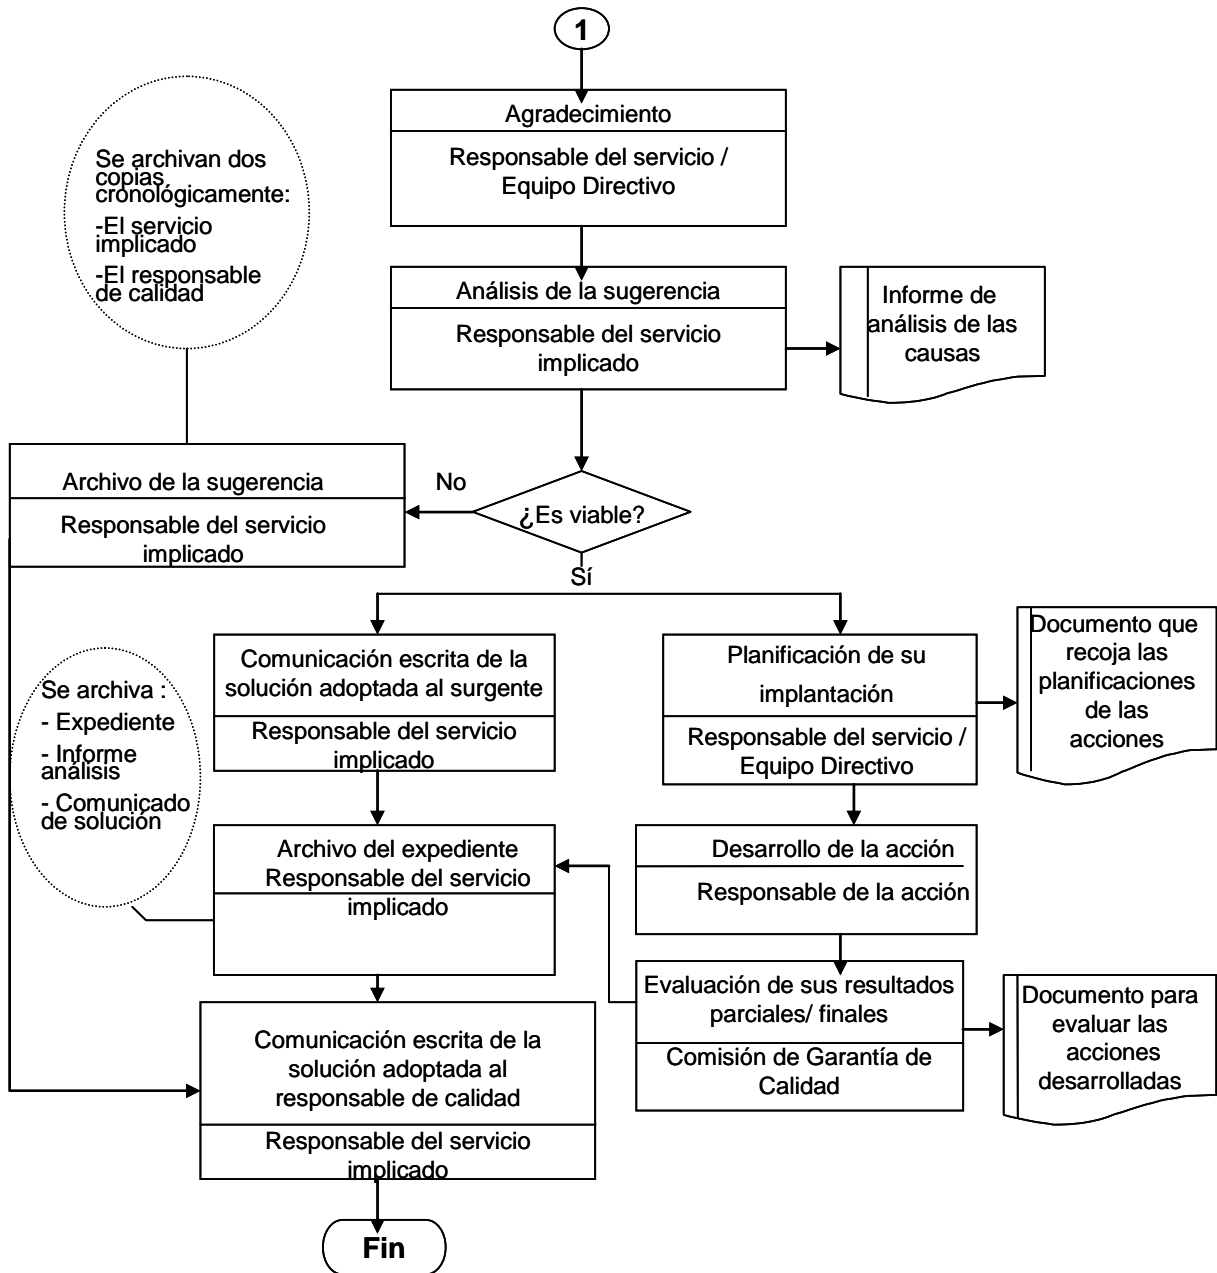 1
Agradecimiento
Responsable del servicio /
Equipo Directivo
Se archivan dos
copias
cronológicamente:
-El servicio
implicado
-El responsable
de calidad
Análisis de la sugerencia
Responsable del servicio
implicado
Informe de
análisis de las
causas
Archivo de la sugerencia
Responsable del servicio
implicado
No
¿Es viable?
Sí
Comunicación escrita de la
solución adoptada al surgente
Responsable del servicio
implicado
Planificación de su
implantación
Responsable del servicio /
Equipo Directivo
Documento que
recoja las
planificaciones
de las
acciones
Se archiva :
- Expediente
- Informe
análisis
- Comunicado
de solución
Archivo del expediente
Responsable del servicio
implicado
Desarrollo de la acción
Responsable de la acción
Evaluación de sus resultados
parciales/ finales
Comisión de Garantía de
Calidad
Documento para
evaluar las
acciones
desarrolladas
Comunicación escrita de la
solución adoptada al
responsable de calidad
Responsable del servicio
implicado
Fin